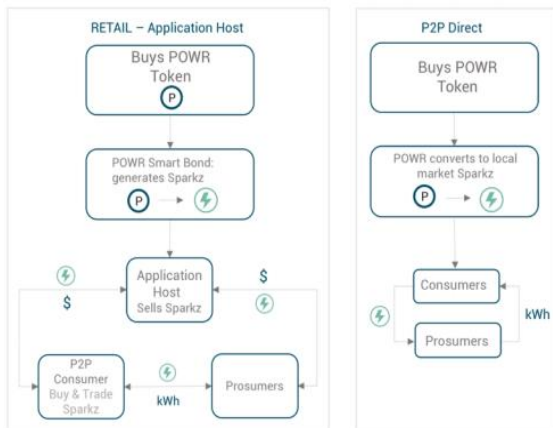 RETAIL – Application Host
Buys POWR
Token
P
POWR Smart Bond:
generates Sparkz
P
Application
Host
Sells Sparkz
$
$
P2P
Consumer
Buy & Trade
Sparkz
kWh
Prosumers
P2P Direct
Buys POWR
Token
POWR converts to local
market Sparkz
P
Consumers
kWh
Prosumers